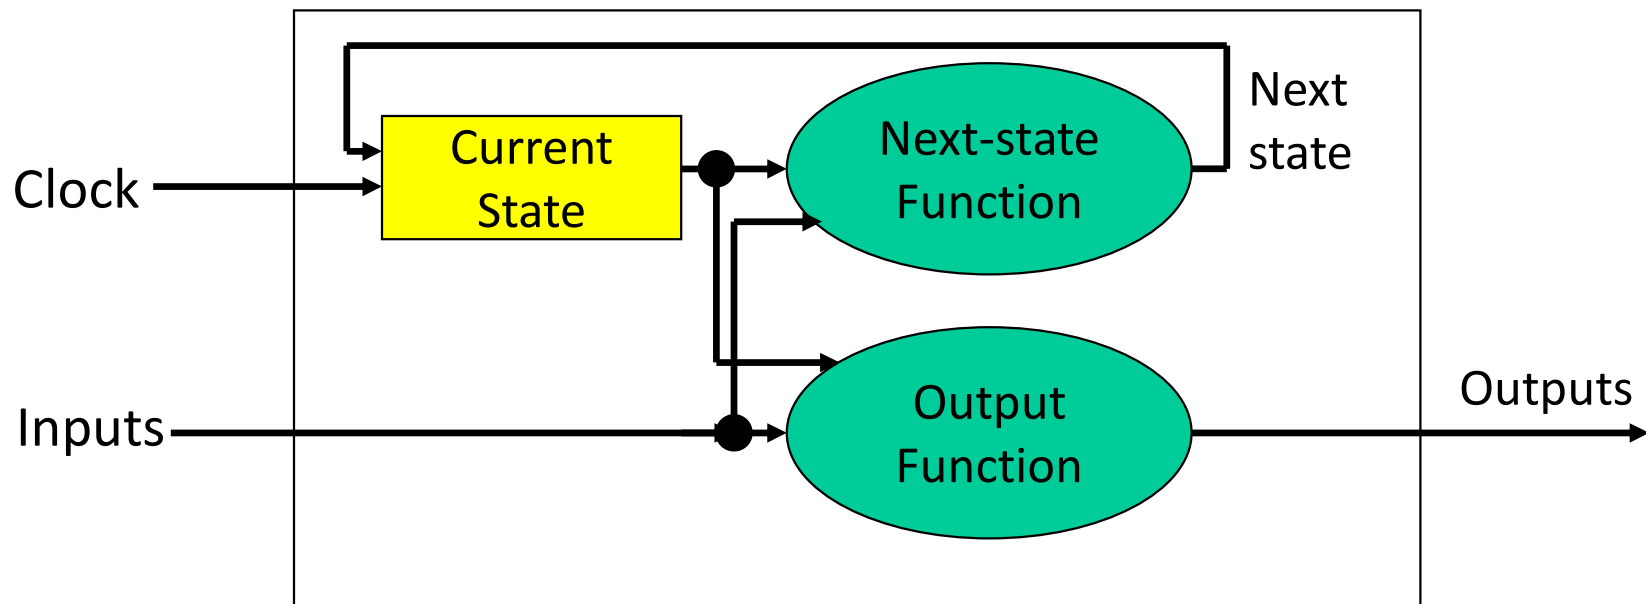 Next
state
Current
State
Next-state
Function
Clock
Inputs
Output
Function
Outputs